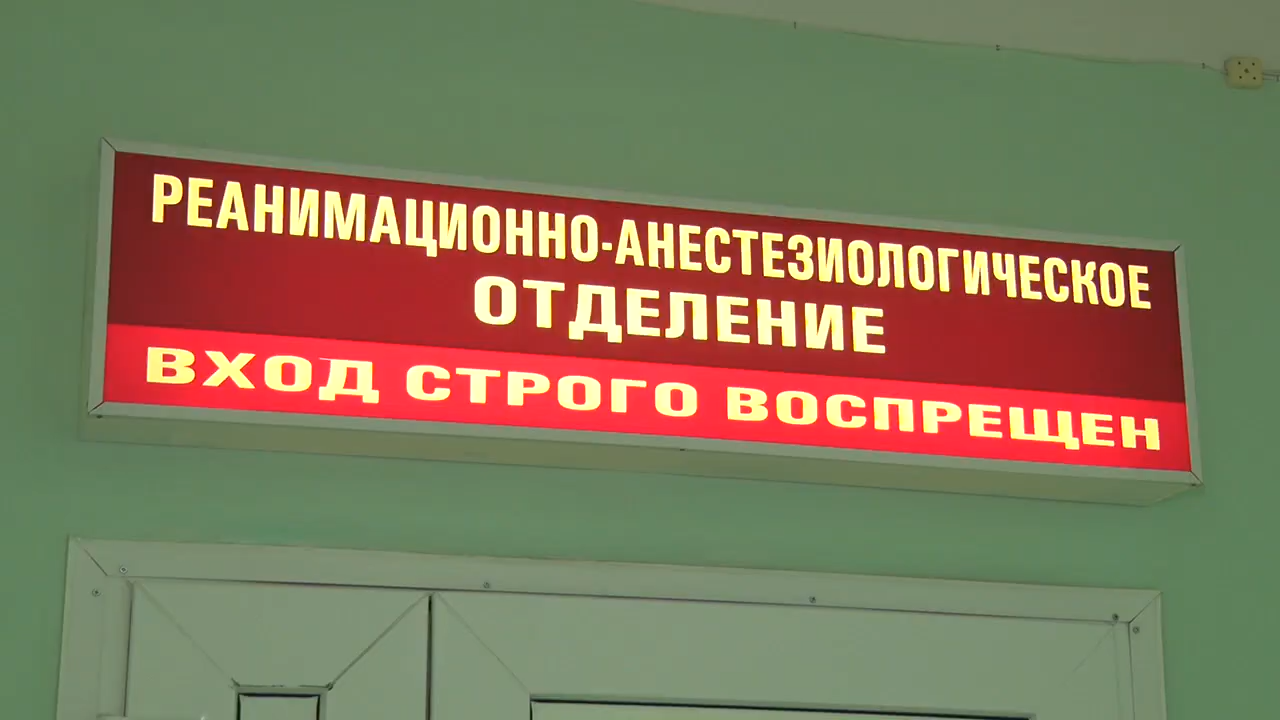 РЕАНИМАЦИОННО-АНЕСТЕЗИОЛОГИЧЕСКОЕ
ОТДЕЛЕНИЕ
ВХОД СТРОГО ВОСПРЕЩЕН